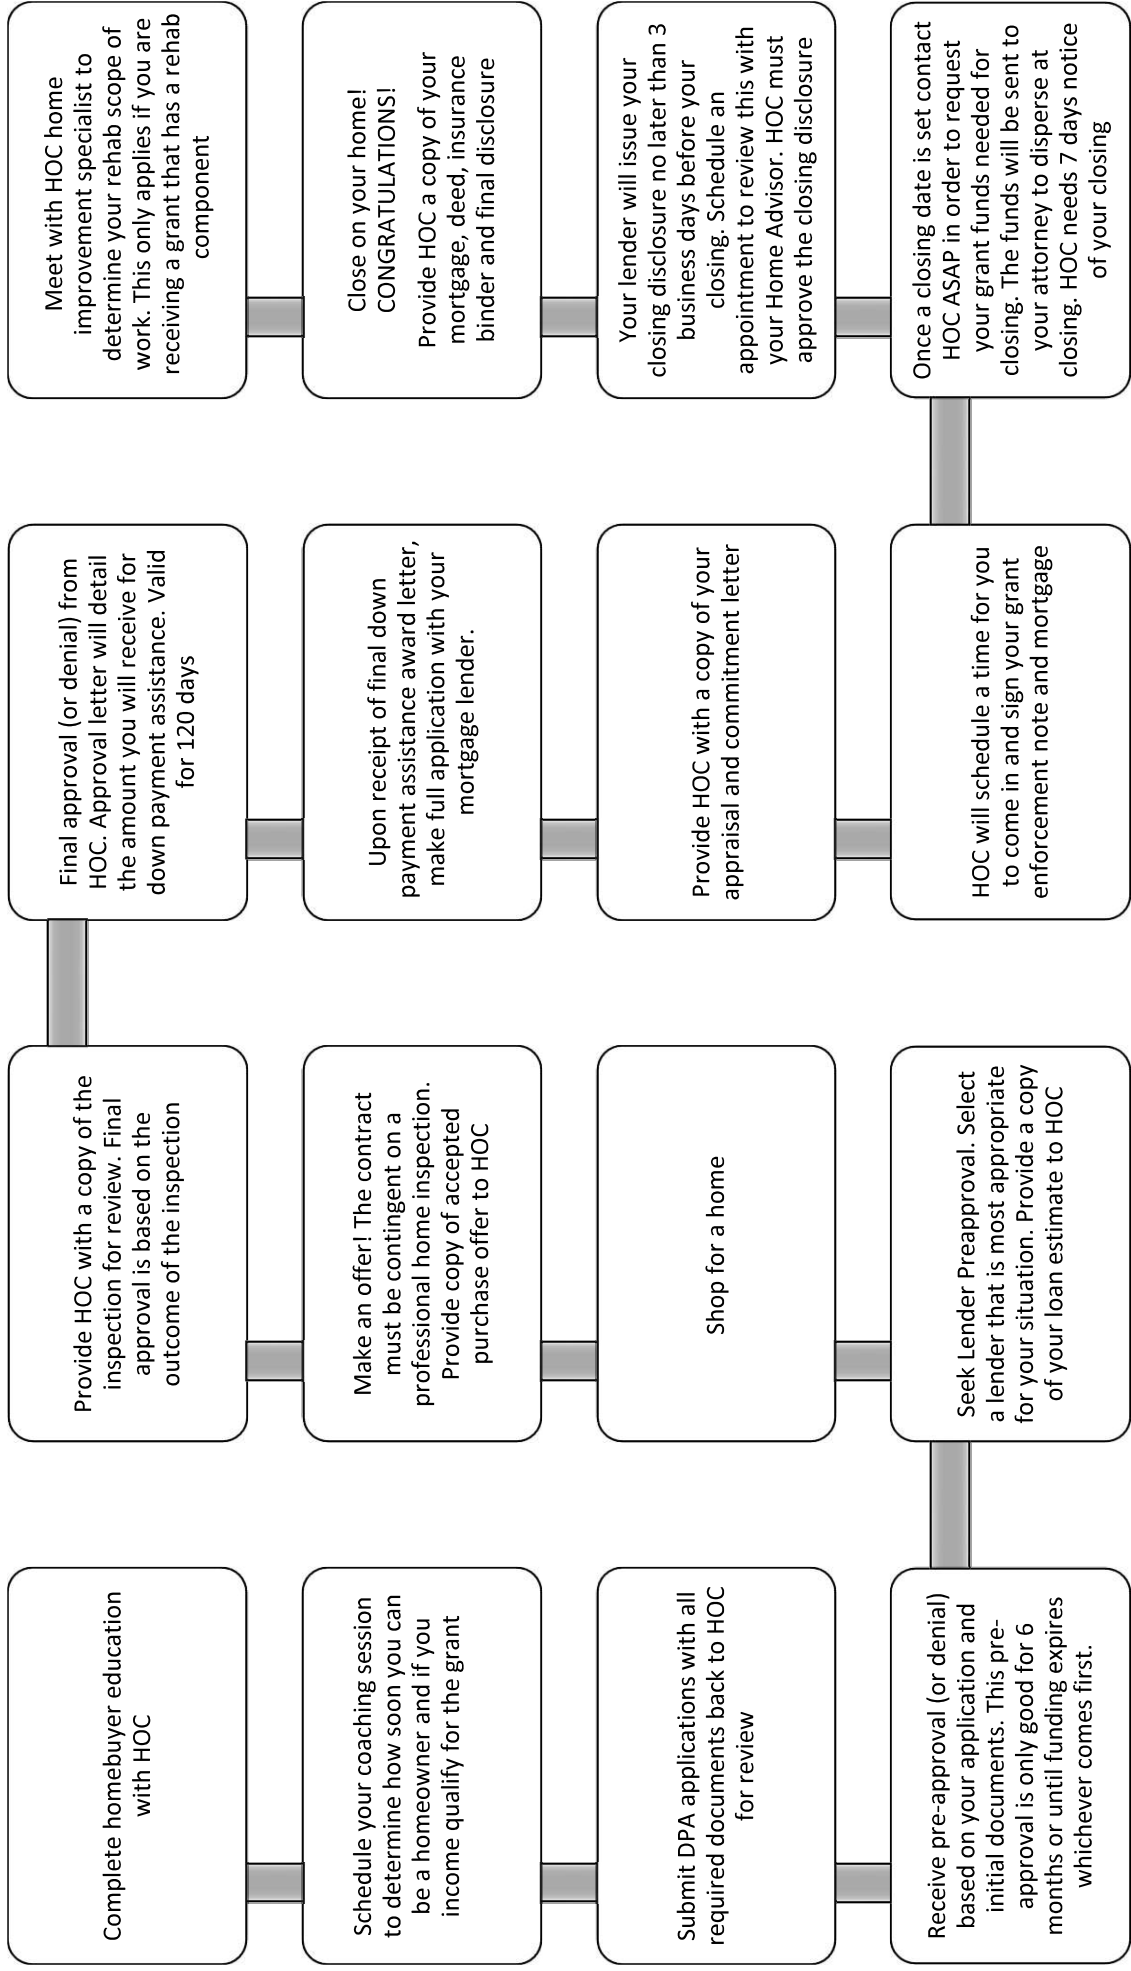 Complete homebuyer education
with HOC
Schedule your coaching session
to determine how soon you can
be a homeowner and if you
income qualify for the grant
Submit DPA applications with all
required documents back to HOC
for review
Receive pre-approval (or denial)
based on your application and
initial documents. This pre-
approval is only good for 6
months or until funding expires
whichever comes first.
Seek Lender Preapproval. Select
a lender that is most appropriate
for your situation. Provide a copy
of your loan estimate to HOC
Shop for a home
Make an offer! The contract
must be contingent on a
professional home inspection.
Provide copy of accepted
purchase offer to HOC
Provide HOC with a copy of the
inspection for review. Final
approval is based on the
outcome of the inspection
Final approval (or denial) from
HOC. Approval letter will detail
the amount you will receive for
down payment assistance. Valid
for 120 days
Upon receipt of final down
payment assistance award letter,
make full application with your
mortgage lender.
Provide HOC with a copy of your
appraisal and commitment letter
HOC will schedule a time for you
to come in and sign your grant
enforcement note and mortgage
Once a closing date is set contact
HOC ASAP in order to request
your grant funds needed for
closing. The funds will be sent to
your attorney to disperse at
closing. HOC needs 7 days notice
of your closing
Your lender will issue your
closing disclosure no later than 3
business days before your
closing. Schedule an
appointment to review this with
your Home Advisor. HOC must
approve the closing disclosure
Close on your home!
CONGRATULATIONS!
Provide HOC a copy of your
mortgage, deed, insurance
binder and final disclosure
Meet with HOC home
improvement specialist to
determine your rehab scope of
work. This only applies if you are
receiving a grant that has a rehab
component